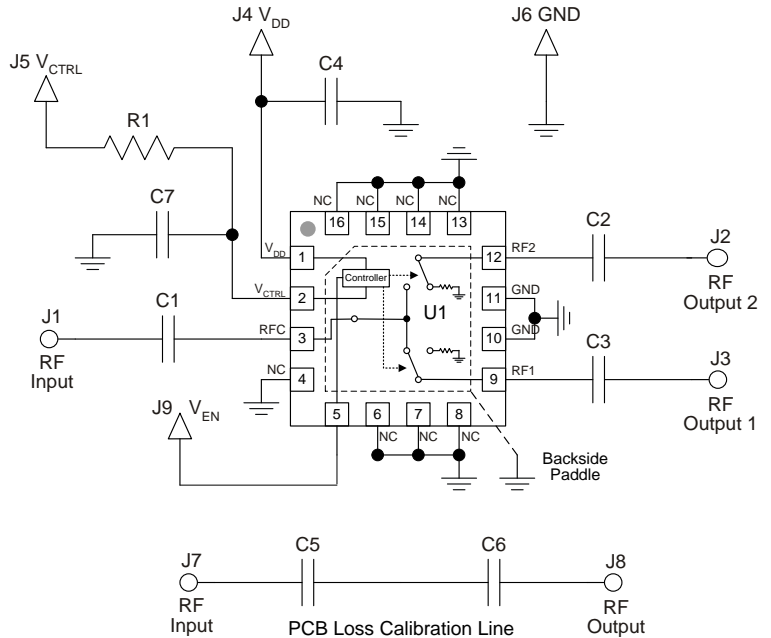 J4 VDD
J6 GND
J5 VCTRL
C4
R1
C7
NC NC NC NC
16 15 14 13
VDD 1
12 RF2
C2
J2
RF
Output 2
Controller
VCTRL 2
11 GND
U1
C1
J1
RF
Input
RFC 3
10 GND
C3
J3
RF
Output 1
NC 4
9 RF1
J9 VEN
5 6 7 8
NC NC NC
Backside
Paddle
J7
RF
Input
C5
C6
J8
RF
Output
PCB Loss Calibration Line